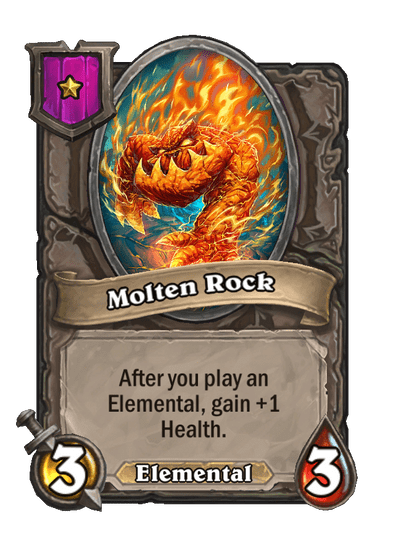 Molten Rock
After you play an
Elemental, gain +1
Health.
3
Elemental
3